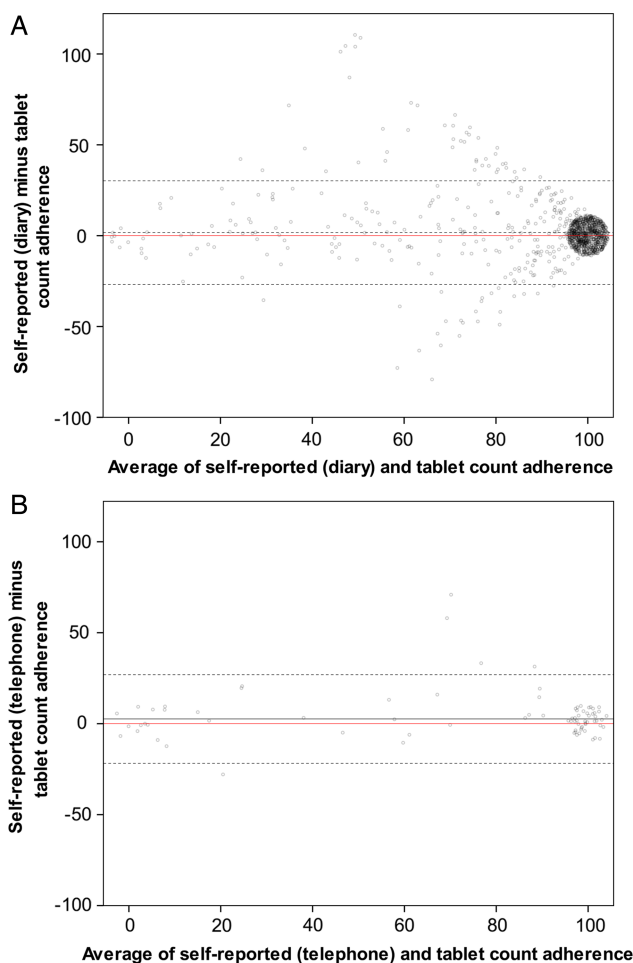 A
Self-reported (diary) minus tablet
count adherence
100
50
0
-50
-100
0 20 40 60 80 100
Average of self-reported (diary) and tablet count adherence
B
Self-reported (telephone) minus
tablet count adherence
100
50
0
-50
-100
0 20 40 60 80 100
Average of self-reported (telephone) and tablet count adherence